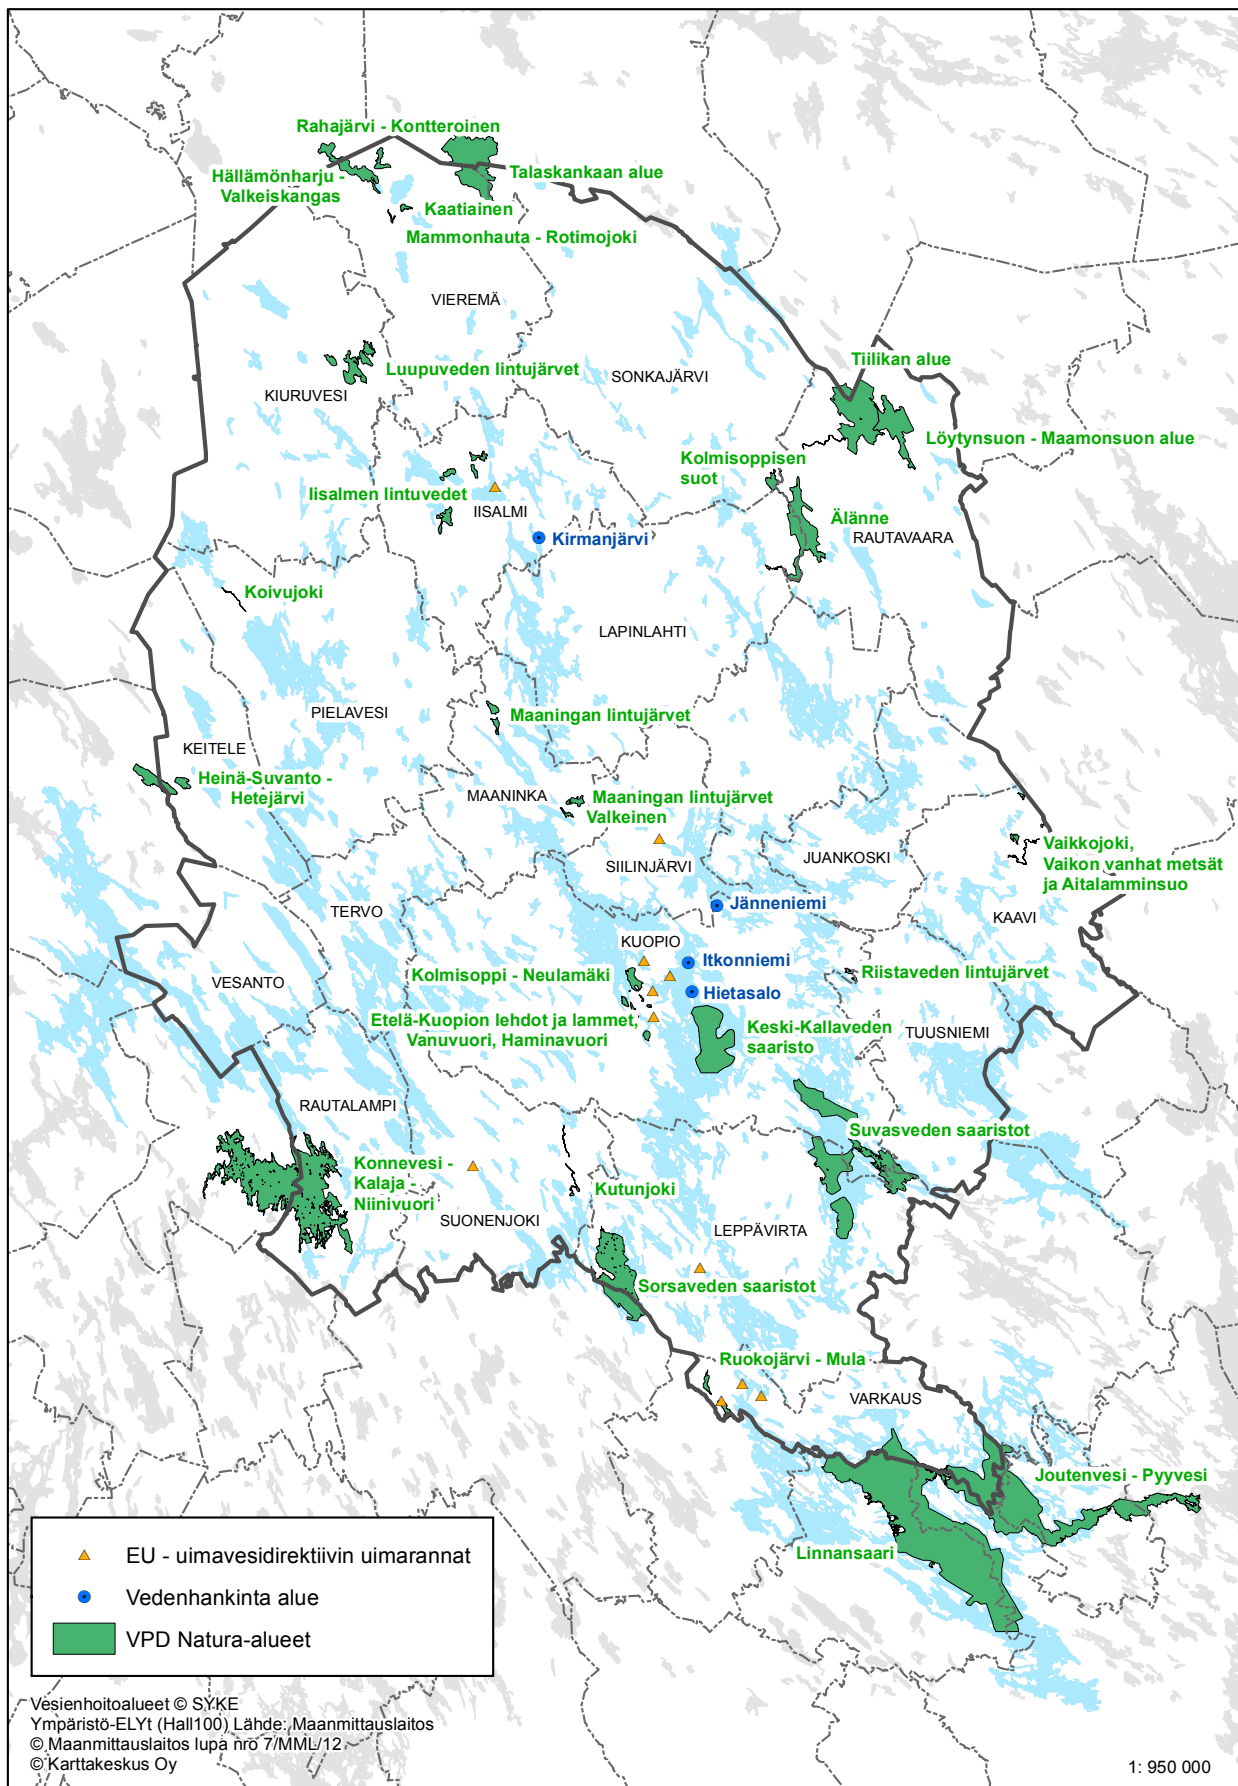 Rahajärvi - Kontteroinen
Hällämönharju -
Valkeiskangas
Talaskankaan alue
Kaatiainen
Mammonhauta - Rotimojoki
VIEREMÄ
Luupuveden lintujärvet
KIURUVESI
SONKAJÄRVI
Tiilikan alue
Löytynsuon - Maamonsuon alue
Kolmisoppisen
suot
Iisalmen lintuvedet
IISALMI
Älänne
RAUTAVAARA
Kirmanjärvi
Koivujoki
LAPINLAHTI
PIELAVESI
Maaningan lintujärvet
KEITELE
Heinä-Suvanto -
Hetejärvi
MAANINKA
Maaningan lintujärvet
Valkeinen
SIILINJÄRVI
JUANKOSKI
Vaikkojoki,
Vaikon vanhat metsät
ja Aitalamminsuo
TERVO
Jänneniemi
KAAVI
KUOPIO
Itkonniemi
Kolmisoppi - Neulamäki
Riistaveden lintujärvet
VESANTO
Hietasalo
Etelä-Kuopion lehdot ja lammet,
Vanuvuori, Haminavuori
Keski-Kallaveden
saaristo
TUUSNIEMI
RAUTALAMPI
Suvasveden saaristot
Konnevesi -
Kalaja -
Niinivuori
Kutunjoki
SUONENJOKI
LEPPÄVIRTA
Sorsaveden saaristot
Ruokojärvi - Mula
VARKAUS
Joutenvesi - Pyyvesi
Linnansaari
EU - uimavesidirektiivin uimarannat
Vedenhankinta alue
VPD Natura-alueet
Vesienhoitoalueet © SYKE
Ympäristö-ELYt (Hall100) Lähde: Maanmittauslaitos
© Maanmittauslaitos lupa nro 7/MML/12
© Karttakeskus Oy
1: 950 000